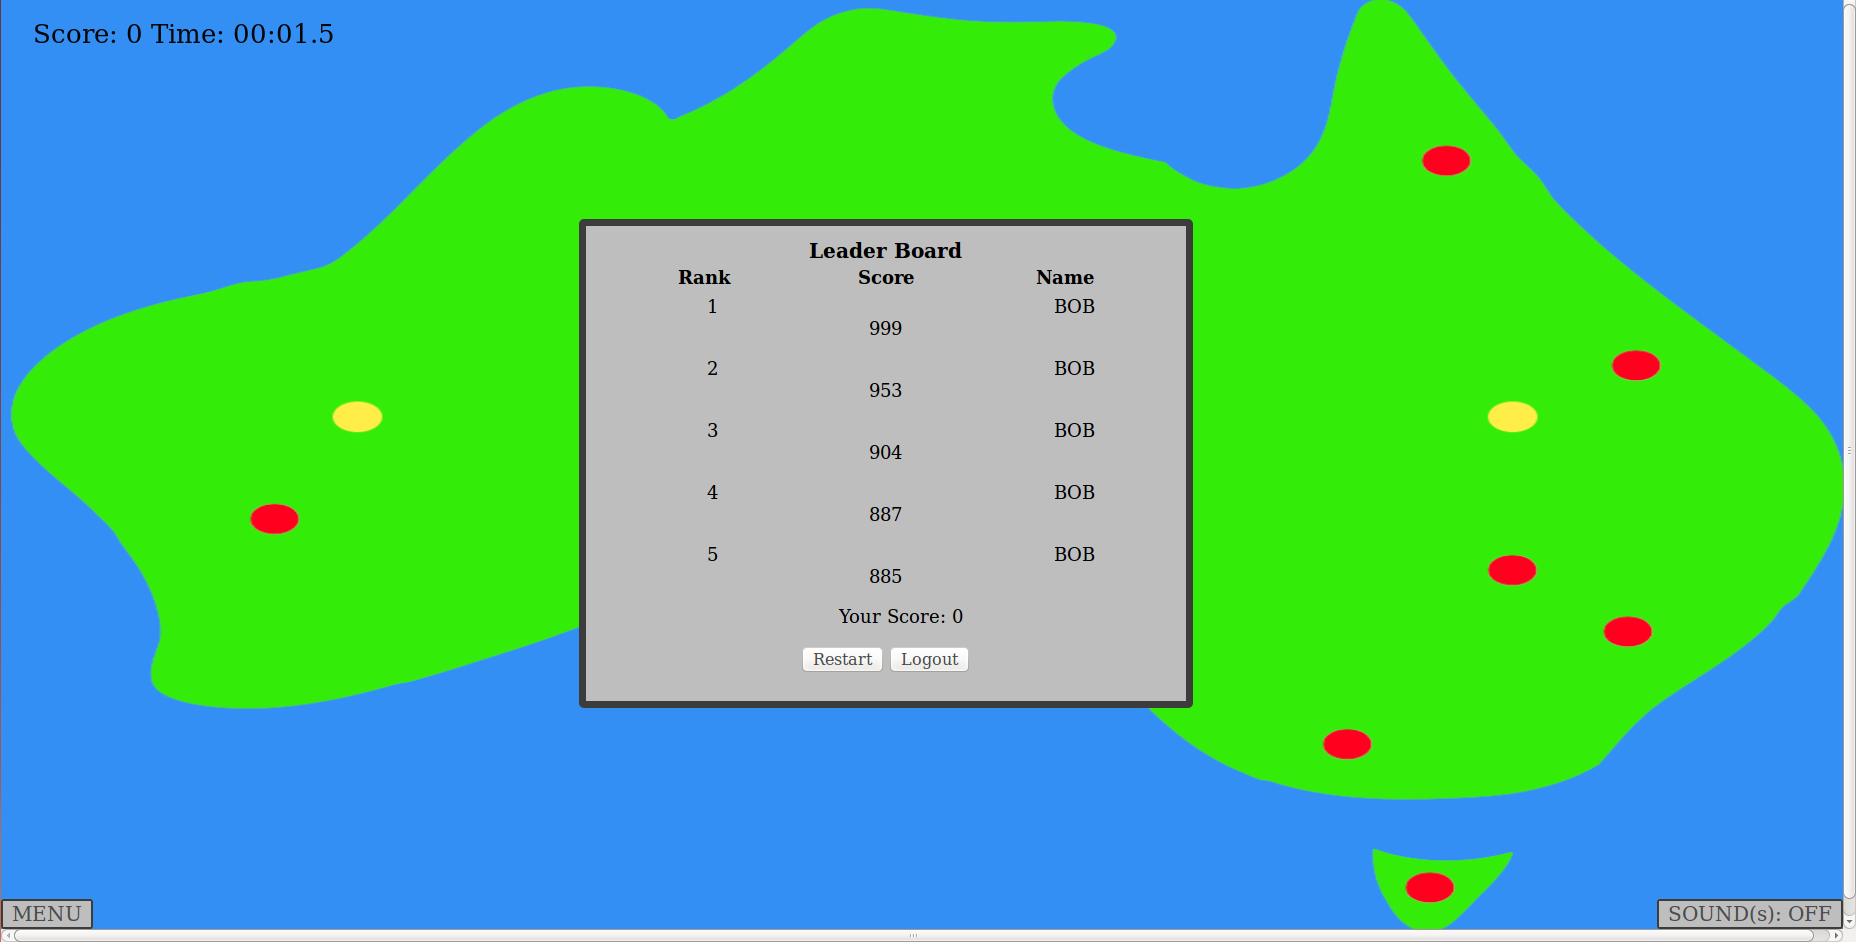 Score: 0 Time: 00:01.5
Leader Board
Rank Score Name
1 BOB
999
2 BOB
953
3 BOB
904
4 BOB
887
5 BOB
885
Your Score: 0
Restart Logout
MENU SOUND(s): OFF